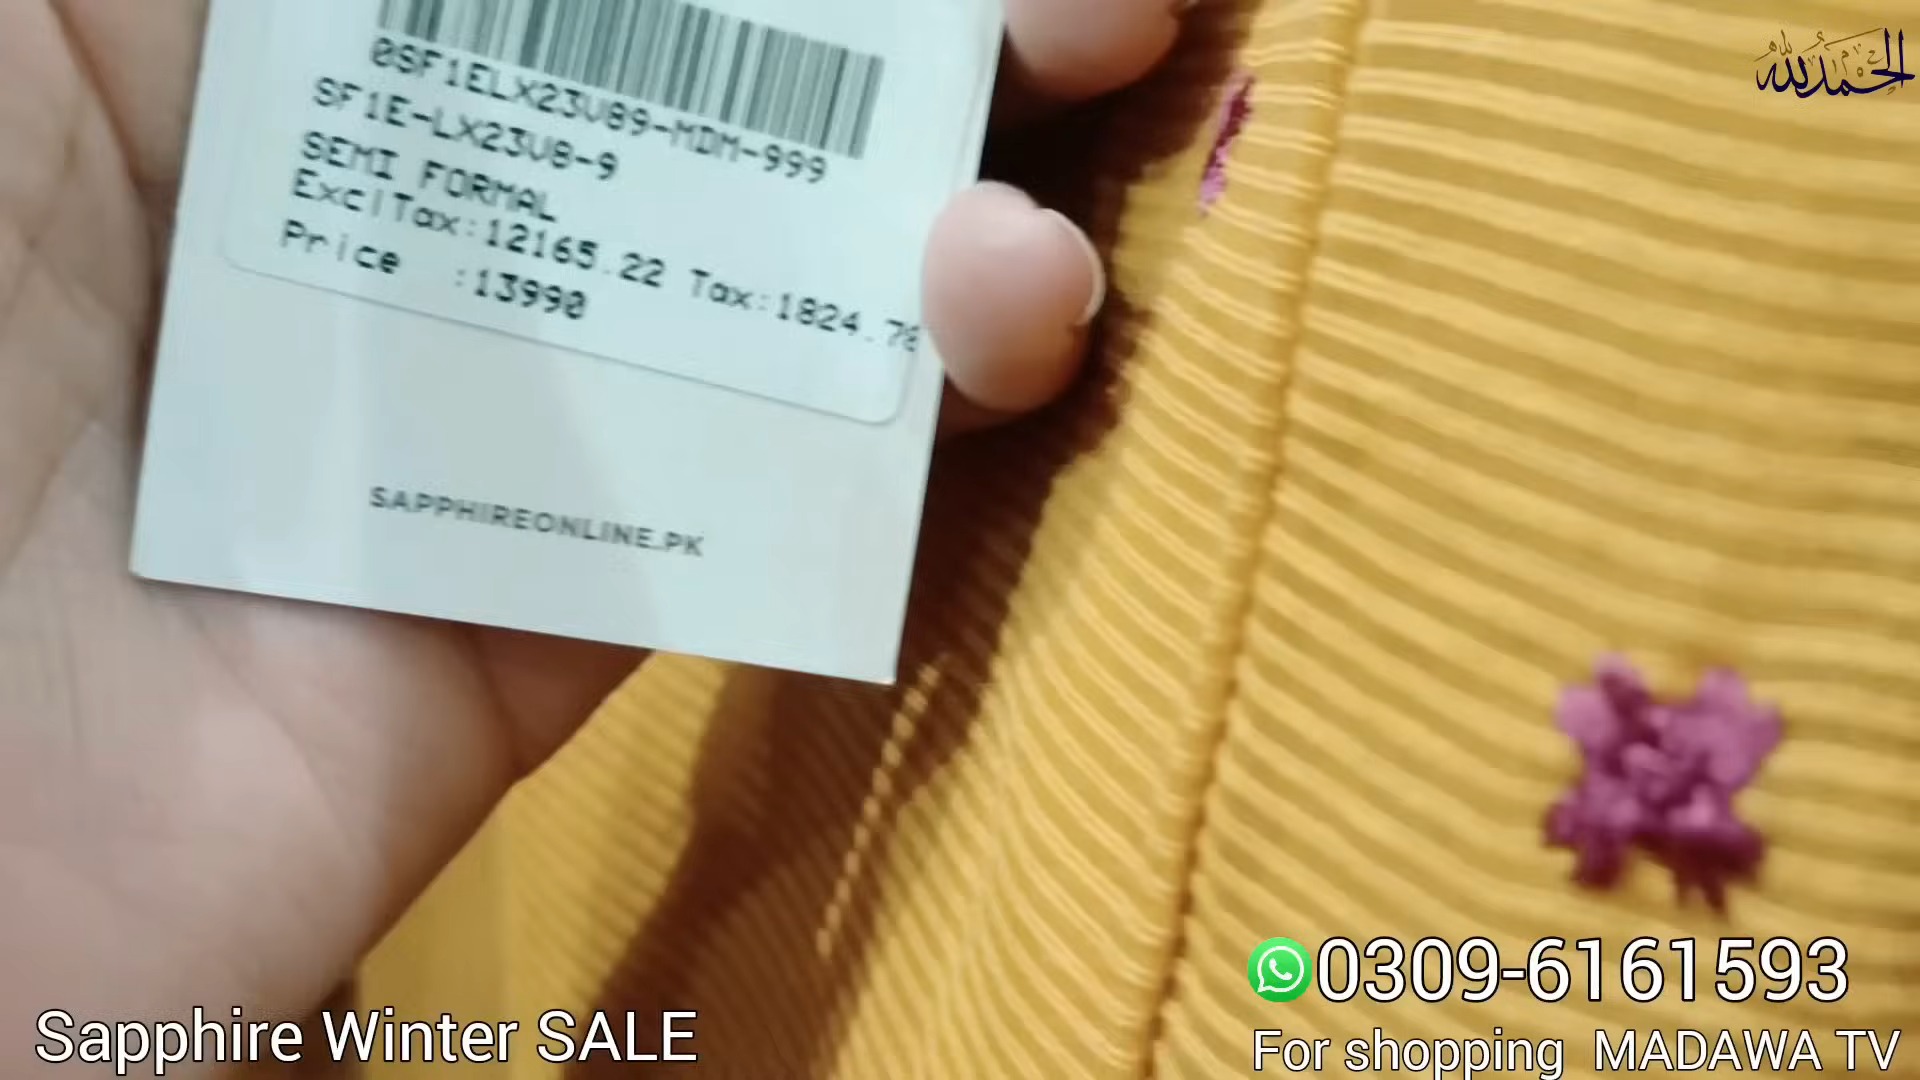 الحمدللہ
0SF1ELX23V89-MDM-999
SF1E-LX23V8-9
SEMI FORMAL
ExclTax:12165.22 Tax:1824.78
Price :13990
SAPPHIREONLINE.PK
0309-6161593
Sapphire Winter SALE
For shopping MADAWA TV